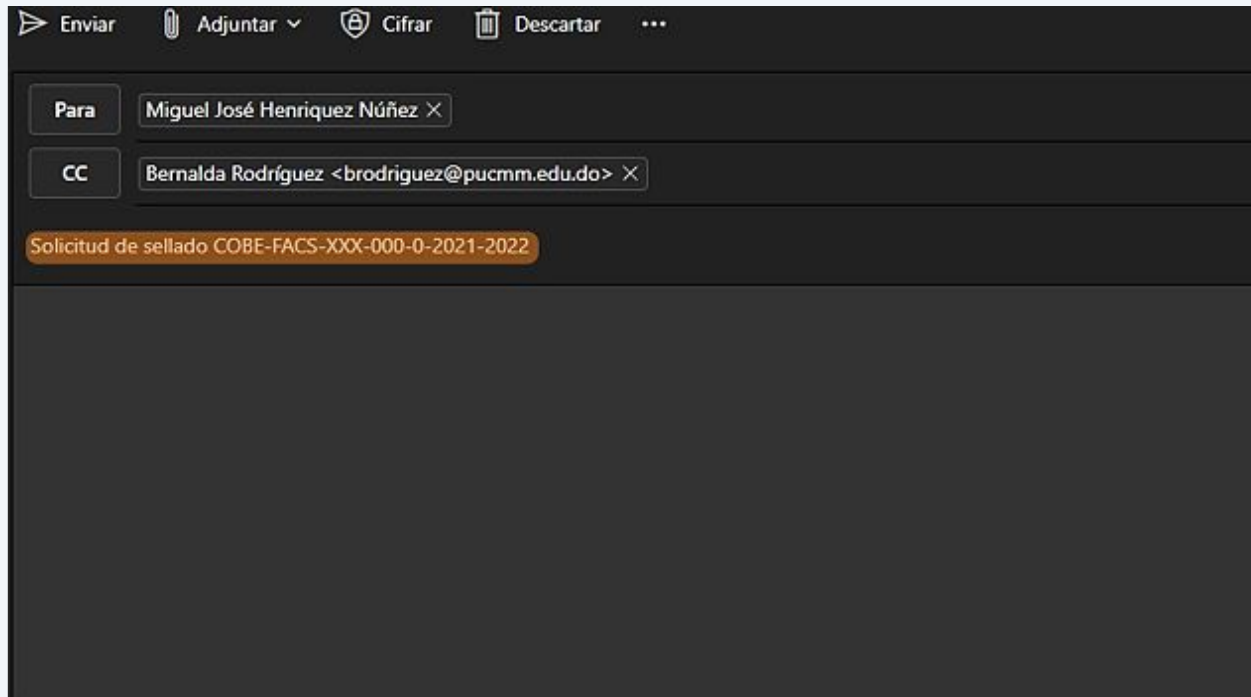 Enviar Adjuntar Cifrar Descartar ...
Para Miguel José Henriquez Núñez
CC Bernalda Rodríguez <brodriguez@pucmm.edu.do>
Solicitud de sellado COBE-FACS-XXX-000-0-2021-2022